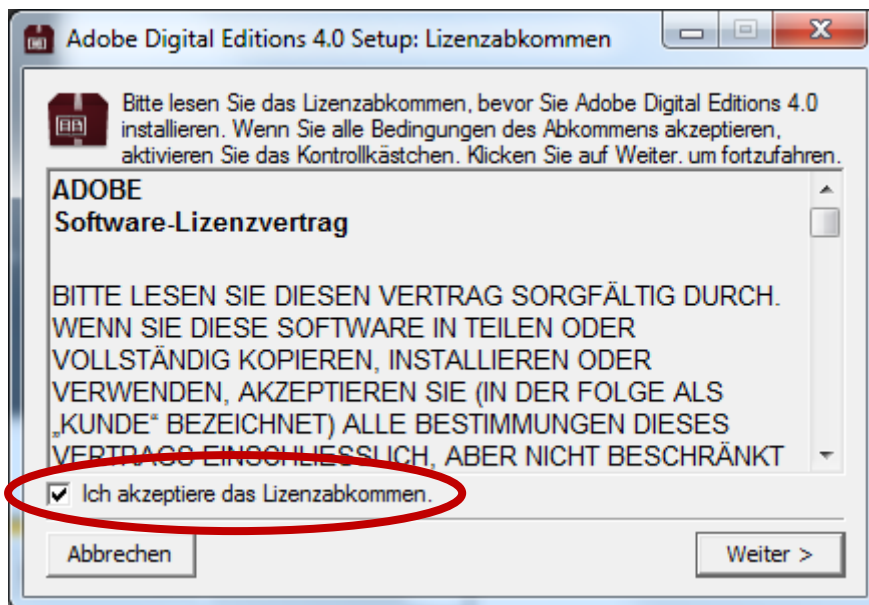 Adobe Digital Editions 4.0 Setup: Lizenzabkommen
Bitte lesen Sie das Lizenzabkommen, bevor Sie Adobe Digital Editions 4.0
installieren. Wenn Sie alle Bedingungen des Abkommens akzeptieren,
aktivieren Sie das Kontrollkästchen. Klicken Sie auf Weiter. um fortzufahren.
ADOBE
Software-Lizenzvertrag
BITTE LESEN SIE DIESEN VERTRAG SORGFÄLTIG DURCH.
WENN SIE DIESE SOFTWARE IN TEILEN ODER
VOLLSTÄNDIG KOPIEREN, INSTALLIEREN ODER
VERWENDEN, AKZEPTIEREN SIE (IN DER FOLGE ALS
„KUNDE“ BEZEICHNET) ALLE BESTIMMUNGEN DIESES
VERTRAGS EINSCHLIESSLICH, ABER NICHT BESCHRÄNKT
Ich akzeptiere das Lizenzabkommen.
Abbrechen
Weiter >